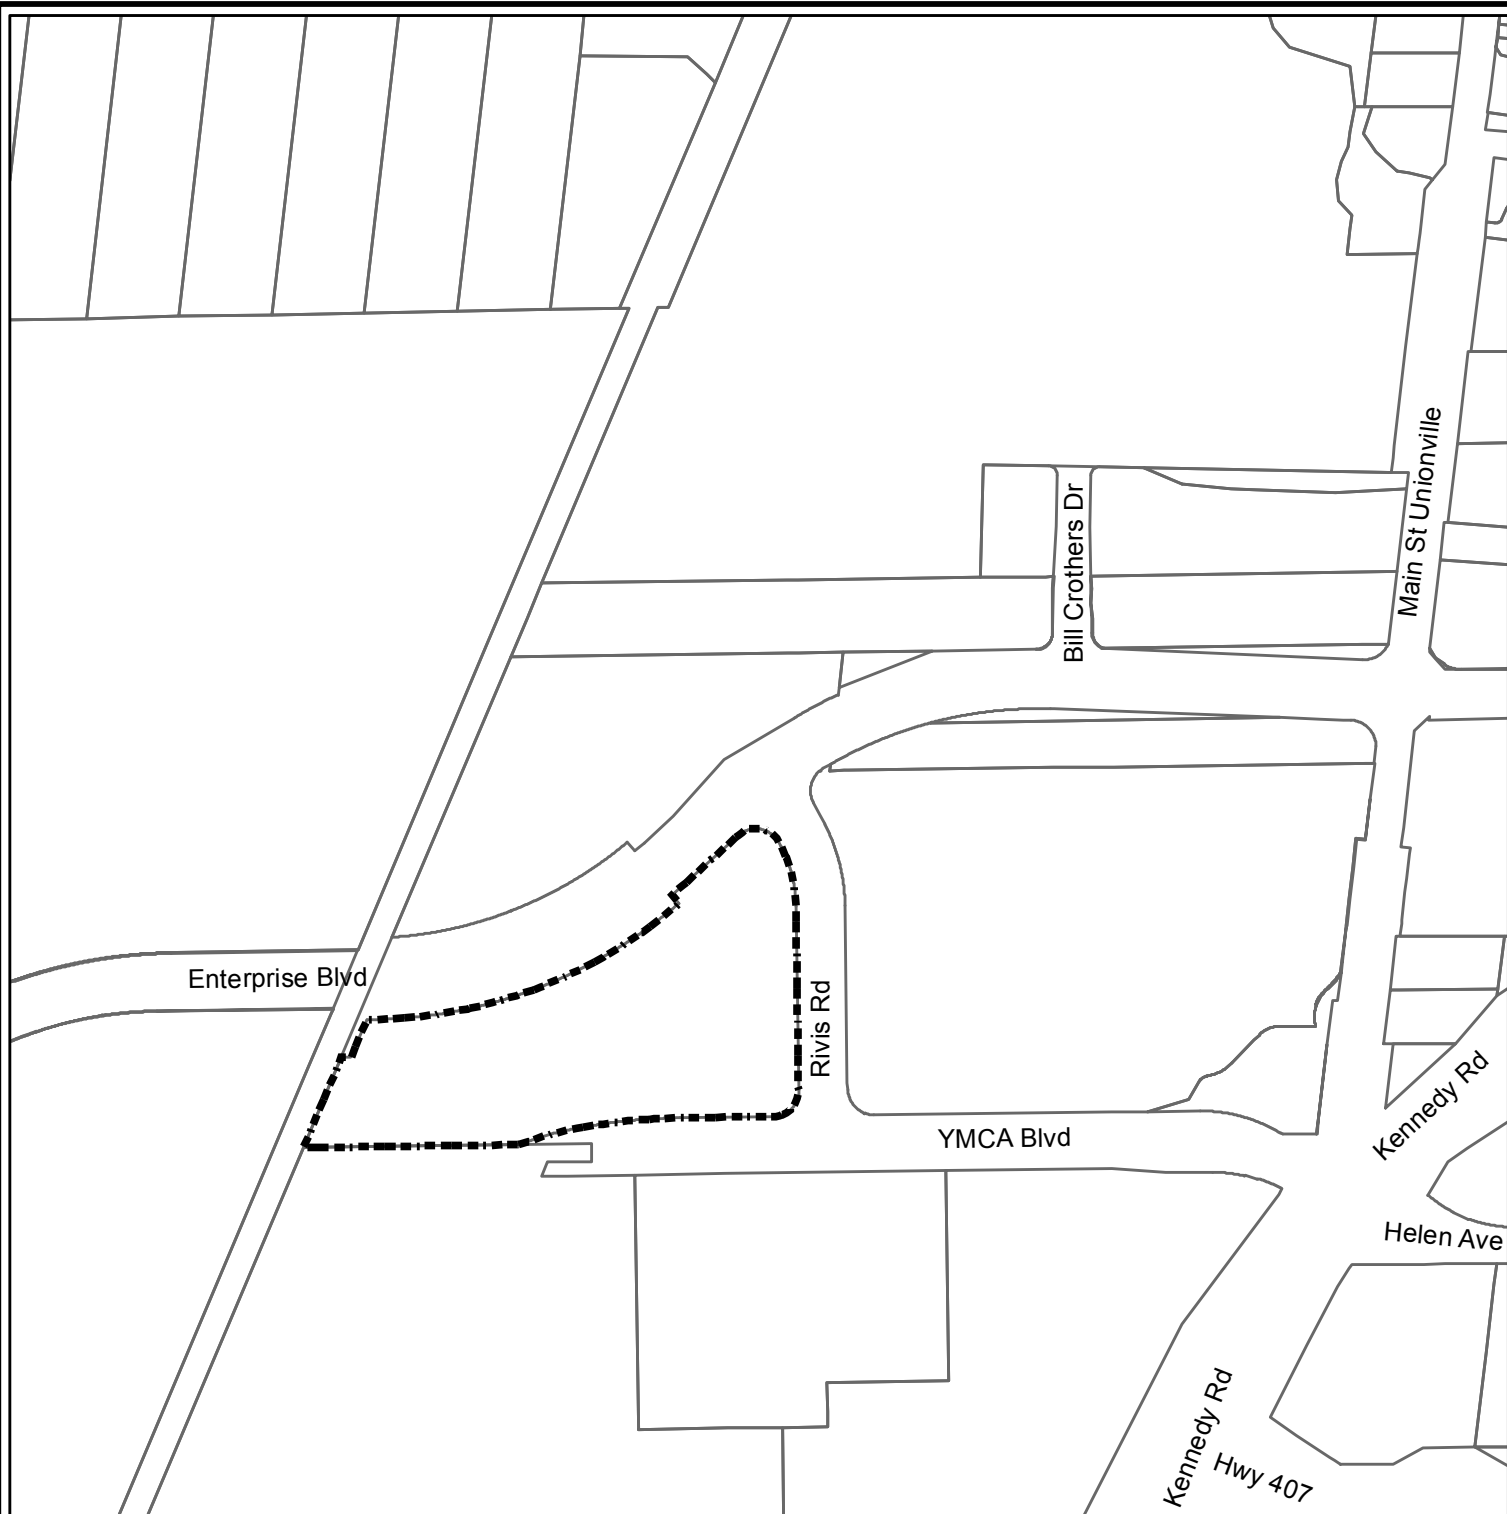 Main St Unionville
Bill Crothers Dr
Enterprise Blvd
Rivis Rd
Kennedy Rd
YMCA Blvd
Helen Ave
Kennedy Rd
Hwy 407